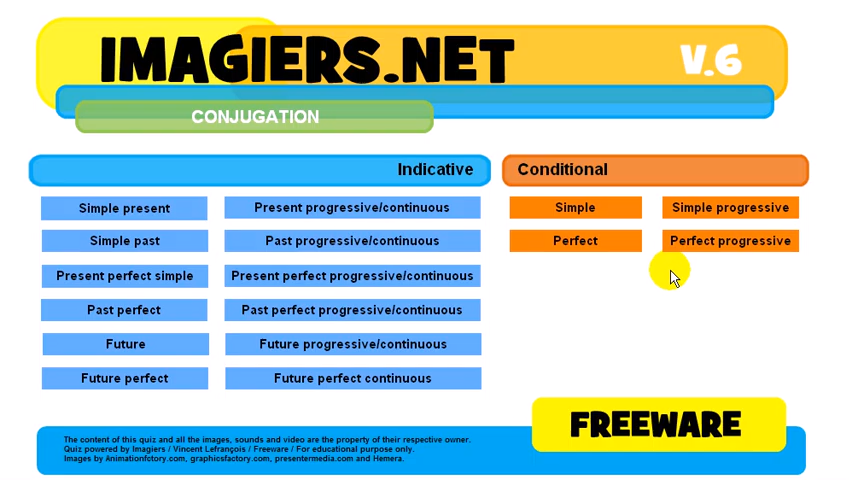 IMAGIERS.NET
V.6
CONJUGATION
Indicative
Conditional
Simple present
Present progressive/continuous
Simple
Simple progressive
Simple past
Past progressive/continuous
Perfect
Perfect progressive
Present perfect simple
Present perfect progressive/continuous
Past perfect
Past perfect progressive/continuous
Future
Future progressive/continuous
Future perfect
Future perfect continuous
FREEWARE
The content of this quiz and all the images, sounds and video are the property of their respective owner.
Quiz powered by Imagiers / Vincent Lefrançois / Freeware / For educational purpose only.
Images by Animationfotory.com, graphicsfactory.com, presentermedia.com and Hemera.